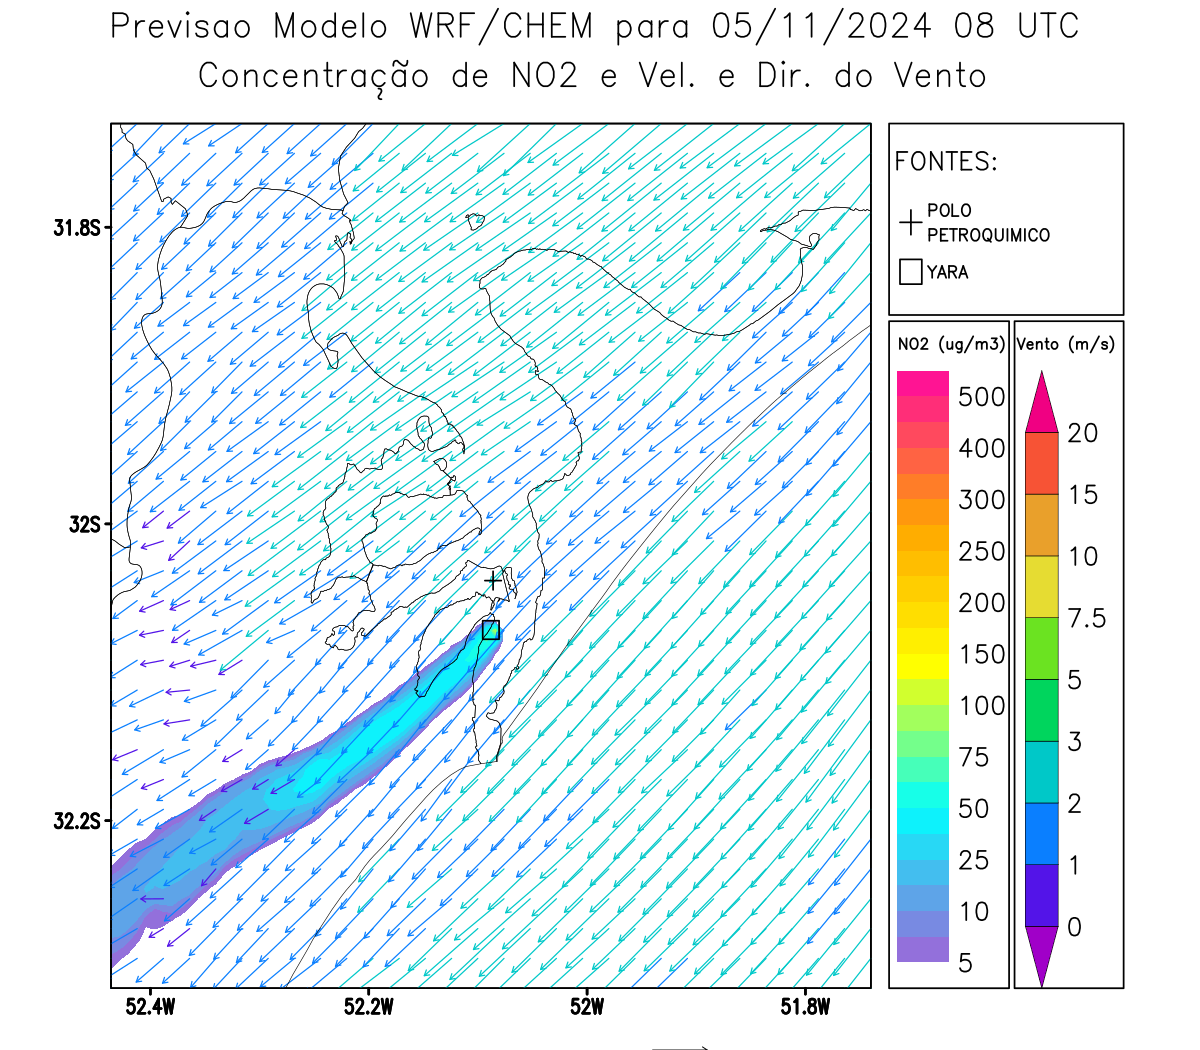 Previsao Modelo WRF/CHEM para 05/11/2024 08 UTC
Concentração de NO2 e Vel. e Dir. do Vento
FONTES:
POLO
PETROQUIMICO
YARA
NO2 (ug/m3)
500
400
300
250
200
150
100
75
50
25
10
5
Vento (m/s)
20
15
10
7.5
5
3
2
1
0
31.8S
32S
32.2S
52.4W
52.2W
52W
51.8W